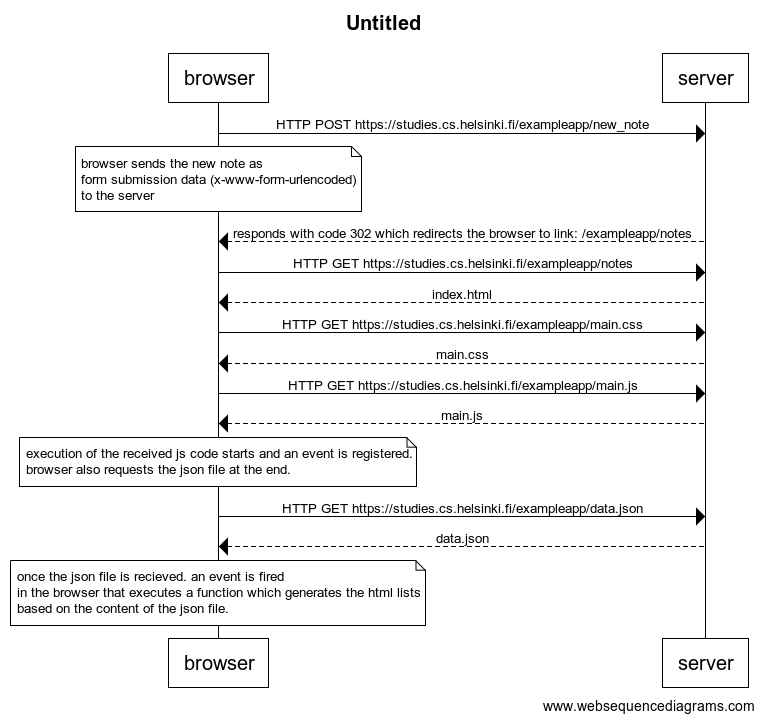 Untitled
browser
server
HTTP POST https://studies.cs.helsinki.fi/exampleapp/new_note
browser sends the new note as
form submission data (x-www-form-urlencoded)
to the server
responds with code 302 which redirects the browser to link: /exampleapp/notes
HTTP GET https://studies.cs.helsinki.fi/exampleapp/notes
index.html
HTTP GET https://studies.cs.helsinki.fi/exampleapp/main.css
main.css
HTTP GET https://studies.cs.helsinki.fi/exampleapp/main.js
main.js
execution of the received js code starts and an event is registered.
browser also requests the json file at the end.
HTTP GET https://studies.cs.helsinki.fi/exampleapp/data.json
data.json
once the json file is recieved. an event is fired
in the browser that executes a function which generates the html lists
based on the content of the json file.
browser
server
www.websequencediagrams.com